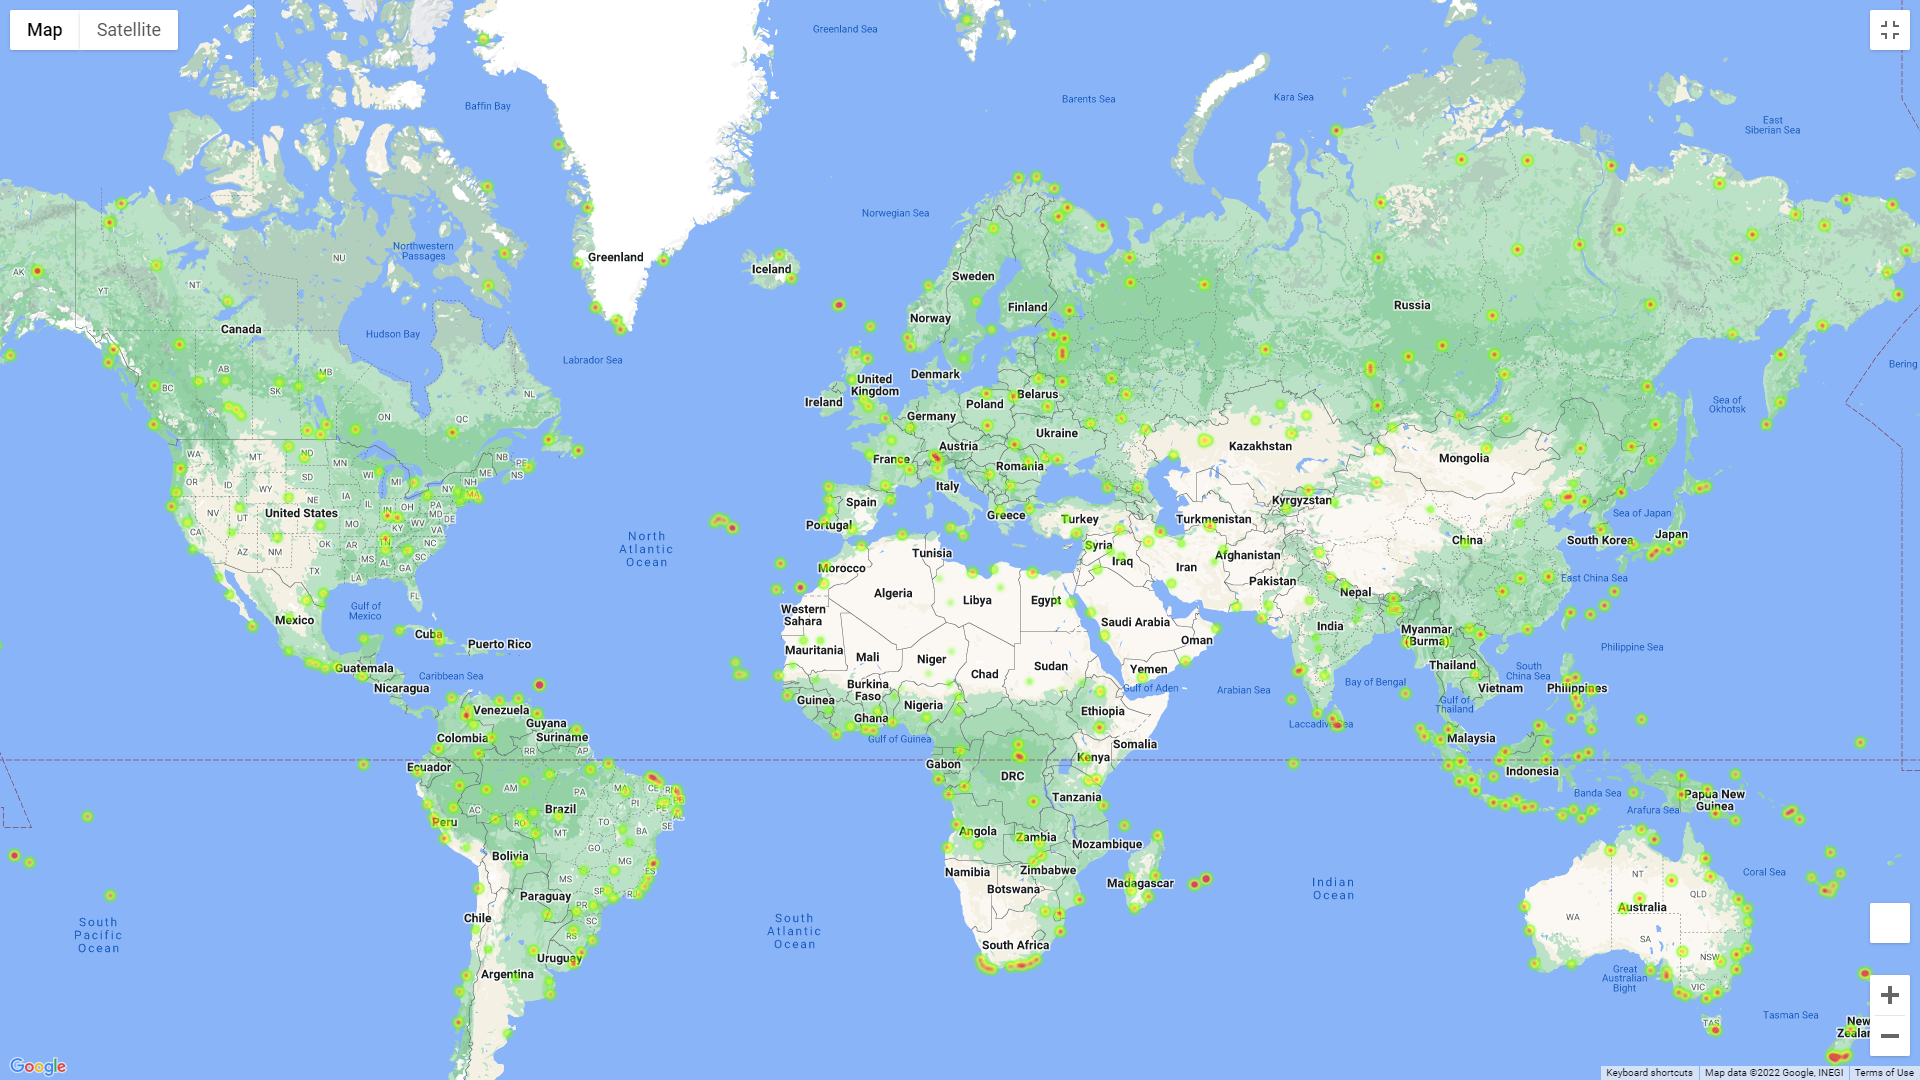 Map
Satellite
Greenland Sea
Barents Sea
Kara Sea
Baffin Bay
East
Siberian Sea
Norwegian Sea
NU
Northwestern
Passages
Greenland
Iceland
Sweden
AK
YT
NT
Finland
Russia
Norway
Canada
Hudson Bay
Labrador Sea
Bering
AB
MB
BC
SK
Denmark
United
Kingdom
Ireland
NL
Belarus
Poland
Sea of
Okhotsk
ON
QC
Germany
Ukraine
Austria
Kazakhstan
WA
MT
ND
NB
PE
France
Romania
Mongolia
MN
NS
ME
OR
ID
SD
WI
MI
NH
WY
NY
Italy
MA
Spain
Kyrgyzstan
IA
NE
PA
United States
IL
IN
OH
MD
NV
UT
Portugal
Greece
Turkey
Turkmenistan
Sea of Japan
CO
KS
MO
KY
WV
VA
DE
NJ
Japan
South Korea
China
AZ
NM
OK
AR
TN
NC
SC
North
Atlantic
Ocean
Tunisia
Syria
Iraq
Afghanistan
MS
AL
GA
TX
LA
FL
Morocco
Iran
Pakistan
East China Sea
Algeria
Libya
Egypt
Nepal
Gulf of
Mexico
Western
Sahara
Mexico
Saudi Arabia
India
Myanmar
(Burma)
Cuba
Puerto Rico
Oman
Philippine Sea
Mauritania
Mali
Niger
Chad
Sudan
Yemen
Thailand
South
China Sea
Guatemala
Caribbean Sea
Nicaragua
Burkina
Faso
Gulf of Aden
Arabian Sea
Bay of Bengal
Vietnam
Philippines
Guinea
Nigeria
Ethiopia
Gulf of
Thailand
Venezuela
Guyana
Suriname
Ghana
Laccadive Sea
Colombia
Gulf of Guinea
Somalia
Malaysia
RR
AP
Ecuador
Gabon
DRC
Kenya
Indonesia
AM
PA
MA
CE
RN
PB
Tanzania
Banda Sea
Papua New
Guinea
Brazil
AC
PI
PE
AL
SE
Arafura Sea
Peru
RO
TO
BA
MT
Angola
Zambia
Mozambique
GO
Bolivia
MG
Zimbabwe
Namibia
Madagascar
NT
QLD
Coral Sea
MS
ES
SP
RJ
Botswana
Indian
Ocean
Paraguay
PR
Australia
WA
Chile
SC
South
Pacific
Ocean
South
Atlantic
Ocean
RS
South Africa
SA
Uruguay
NSW
Argentina
Great
Australian
Bight
VIC
TAS
Tasman Sea
New
Zealan
Google
Keyboard shortcuts
Map data ©2022 Google, INEGI
Terms of Use